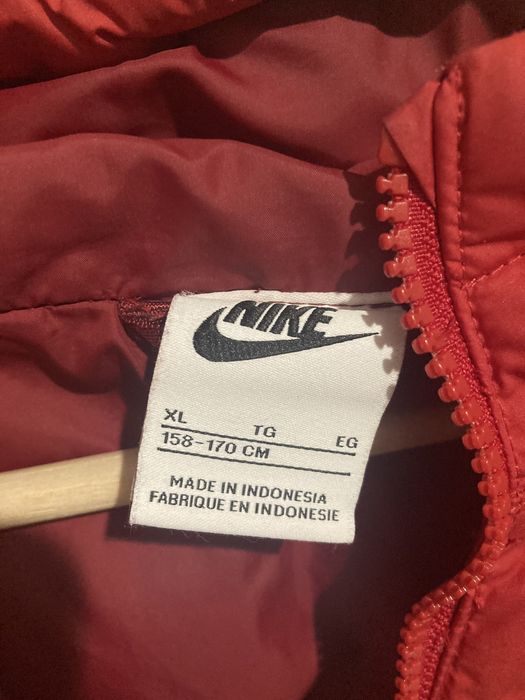 NIKE
XL TG EG
158-170 CM
MADE IN INDONESIA
FABRIQUE EN INDONESIE